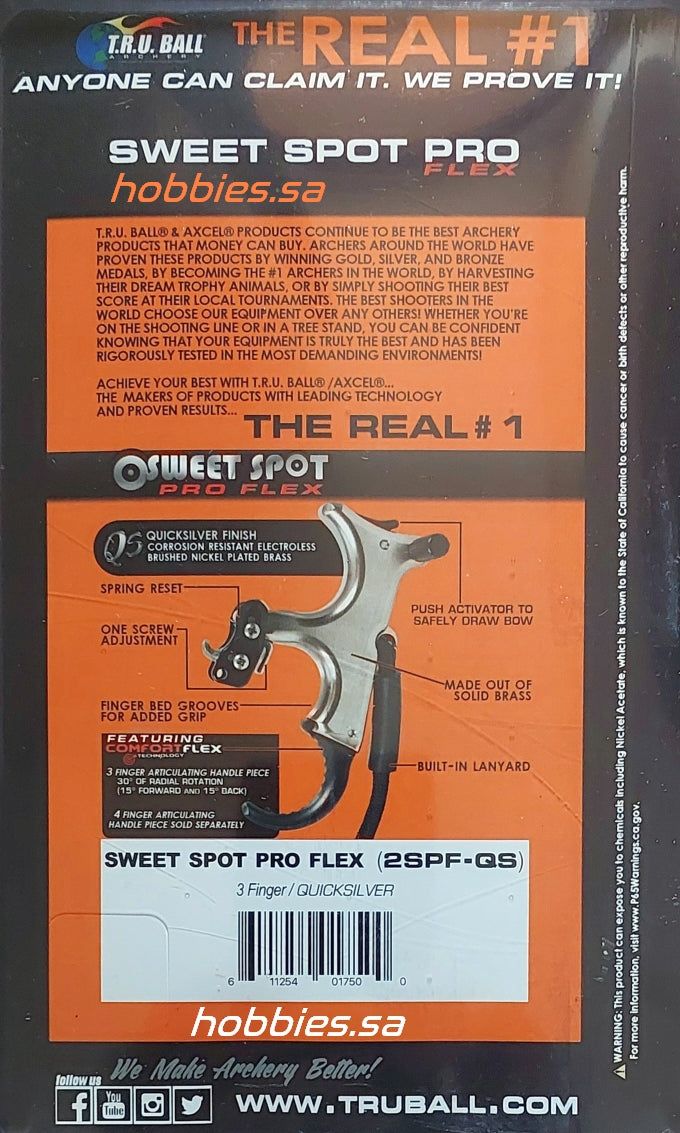 T.R.U. BALL
ARCHERY
THE REAL #1
ANYONE CAN CLAIM IT. WE PROVE IT!
SWEET SPOT PRO
FLEX
hobbies.sa
T.R.U. BALL® & AXCEL® PRODUCTS CONTINUE TO BE THE BEST ARCHERY
PRODUCTS THAT MONEY CAN BUY. ARCHERS AROUND THE WORLD HAVE
PROVEN THESE PRODUCTS BY WINNING GOLD, SILVER, AND BRONZE
MEDALS, BY BECOMING THE #1 ARCHERS IN THE WORLD, BY HARVESTING
THEIR DREAM TROPHY ANIMALS, OR BY SIMPLY SHOOTING THEIR BEST
SCORE AT THEIR LOCAL TOURNAMENTS. THE BEST SHOOTERS IN THE
WORLD CHOOSE OUR EQUIPMENT OVER ANY OTHERS! WHETHER YOU'RE
ON THE SHOOTING LINE OR IN A TREE STAND, YOU CAN BE CONFIDENT
KNOWING THAT YOUR EQUIPMENT IS TRULY THE BEST AND HAS BEEN
RIGOROUSLY TESTED IN THE MOST DEMANDING ENVIRONMENTS!
ACHIEVE YOUR BEST WITH T.R.U. BALL® /AXCEL®...
THE MAKERS OF PRODUCTS WITH LEADING TECHNOLOGY
AND PROVEN RESULTS...
THE REAL # 1
SWEET SPOT
PRO FLEX
QS
QUICKSILVER FINISH
CORROSION RESISTANT ELECTROLESS
BRUSHED NICKEL PLATED BRASS
SPRING RESET
PUSH ACTIVATOR TO
SAFELY DRAW BOW
ONE SCREW
ADJUSTMENT
MADE OUT OF
SOLID BRASS
FINGER BED GROOVES
FOR ADDED GRIP
FEATURING
COMFORTFLEX
TECHNOLOGY
BUILT-IN LANYARD
3 FINGER ARTICULATING HANDLE PIECE
30° OF RADIAL ROTATION
(15° FORWARD AND 15° BACK)
4 FINGER ARTICULATING
HANDLE PIECE SOLD SEPARATELY
SWEET SPOT PRO FLEX (2SPF-QS)
3 Finger / QUICKSILVER
6 11254 01750 0
hobbies.sa
We Make Archery Better!
follow us
f
You Tube
WWW.TRUBALL.COM
⚠ WARNING: This product can expose you to chemicals including Nickel Acetate, which is known to the State of California to cause cancer or birth defects or other reproductive harm.
For more information, visit www.P65Warnings.ca.gov.